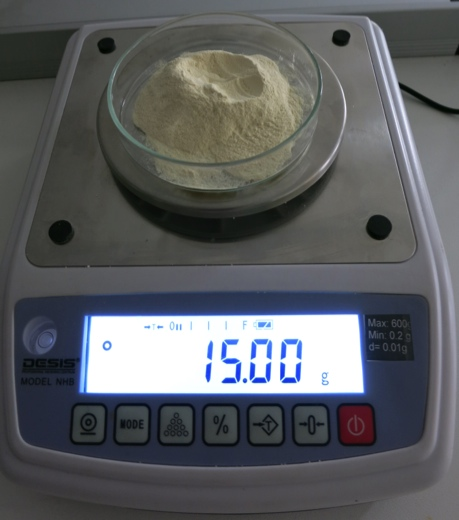 15.00
g
Max: 600g
Min: 0.2 g
d= 0.01g
DESIS
MODEL NHB
MODE
%